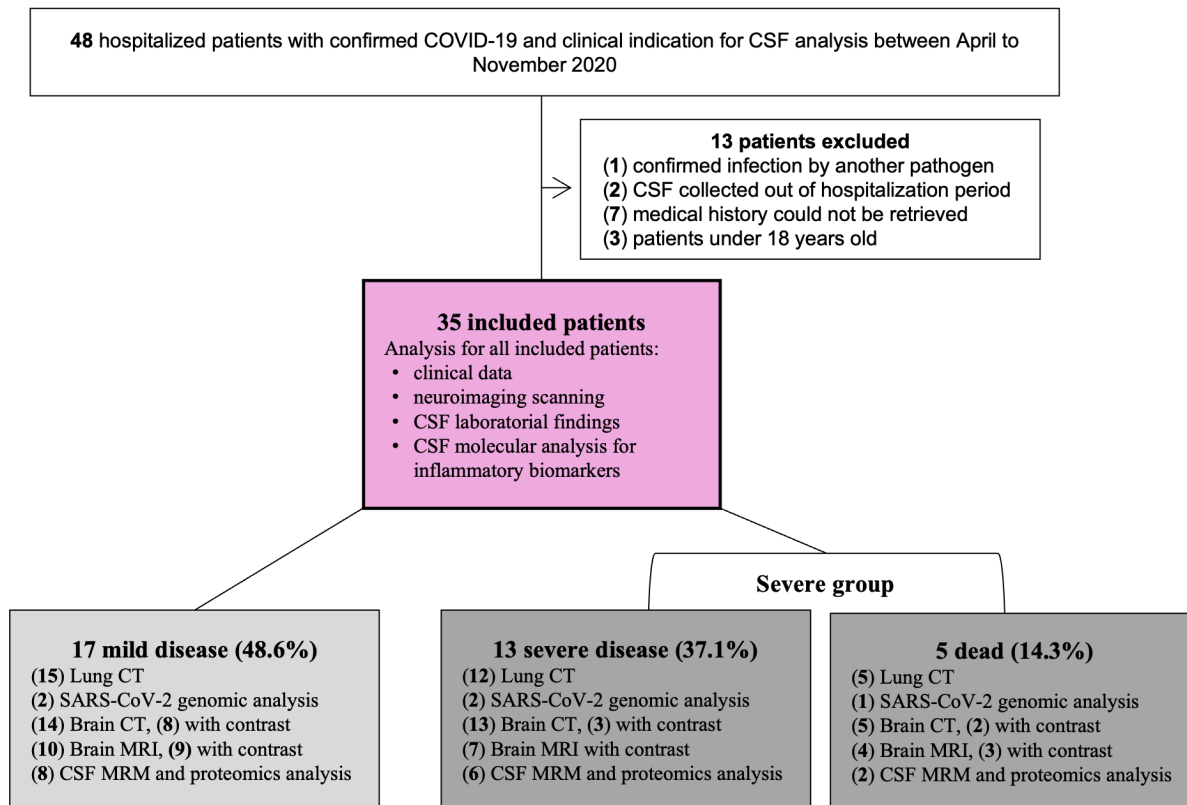 48 hospitalized patients with confirmed COVID-19 and clinical indication for CSF analysis between April to
November 2020
13 patients excluded
(1) confirmed infection by another pathogen
(2) CSF collected out of hospitalization period
(7) medical history could not be retrieved
(3) patients under 18 years old
35 included patients
Analysis for all included patients:
• clinical data
• neuroimaging scanning
• CSF laboratorial findings
• CSF molecular analysis for
inflammatory biomarkers
Severe group
17 mild disease (48.6%)
(15) Lung CT
(2) SARS-CoV-2 genomic analysis
(14) Brain CT, (8) with contrast
(10) Brain MRI, (9) with contrast
(8) CSF MRM and proteomics analysis
13 severe disease (37.1%)
(12) Lung CT
(2) SARS-CoV-2 genomic analysis
(13) Brain CT, (3) with contrast
(7) Brain MRI with contrast
(6) CSF MRM and proteomics analysis
5 dead (14.3%)
(5) Lung CT
(1) SARS-CoV-2 genomic analysis
(5) Brain CT, (2) with contrast
(4) Brain MRI, (3) with contrast
(2) CSF MRM and proteomics analysis